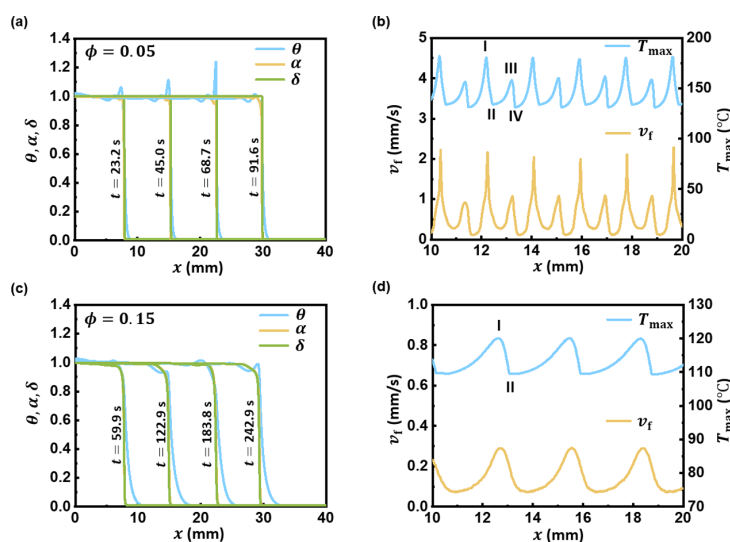 (a)
ϕ = 0.05
θ
α
δ
θ, α, δ
1.4
1.2
1.0
0.8
0.6
0.4
0.2
0.0
t = 23.2 s
t = 45.0 s
t = 68.7 s
t = 91.6 s
0 10 20 30 40
x (mm)
(b)
I
II
III
IV
T_max
v_f
v_f (mm/s)
5
4
3
2
1
0
T_max (°C)
200
150
100
50
0
10 12 14 16 18 20
x (mm)
(c)
ϕ = 0.15
θ
α
δ
θ, α, δ
1.4
1.2
1.0
0.8
0.6
0.4
0.2
0.0
t = 59.9 s
t = 122.9 s
t = 183.8 s
t = 242.9 s
0 10 20 30 40
x (mm)
(d)
I
II
T_max
v_f
v_f (mm/s)
1.0
0.8
0.6
0.4
0.2
0.0
T_max (°C)
130
120
110
100
90
80
70
10 12 14 16 18 20
x (mm)